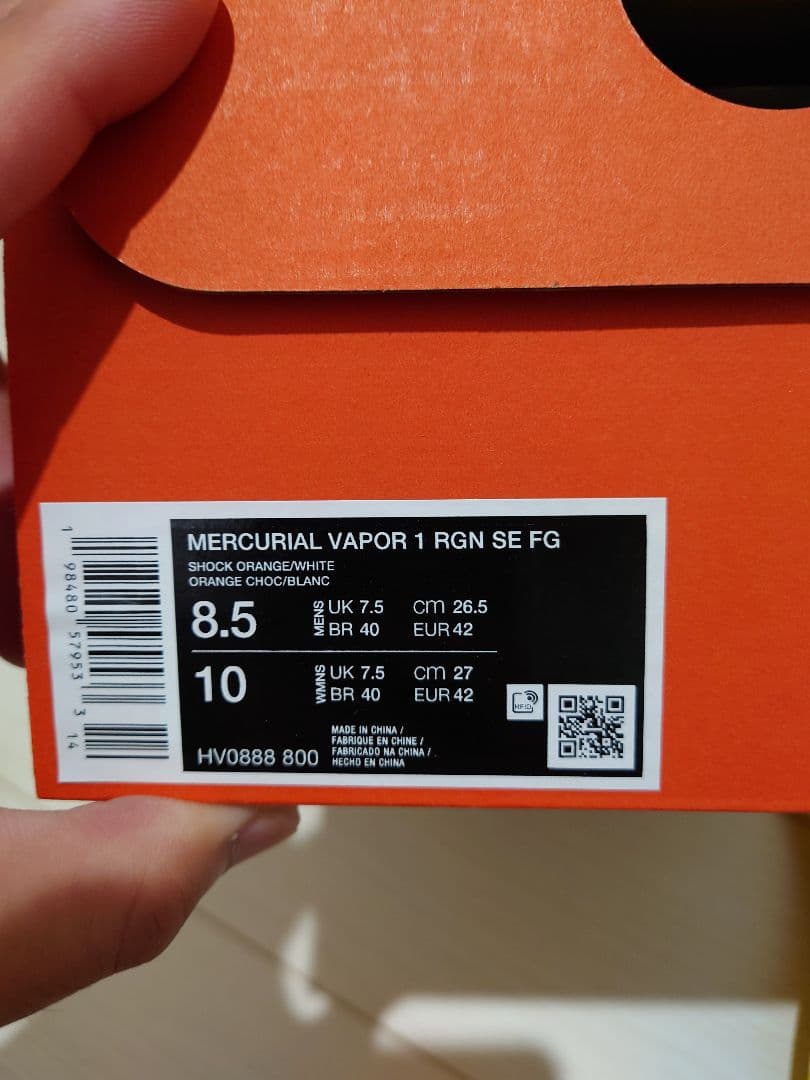 MERCURIAL VAPOR 1 RGN SE FG
SHOCK ORANGE/WHITE
ORANGE CHOC/BLANC
8.5 MENS UK 7.5 cm 26.5
BR 40 EUR 42
10 WMNS UK 7.5 cm 27
BR 40 EUR 42
MADE IN CHINA /
FABRIQUE EN CHINE /
FABRICADO NA CHINA /
HECHO EN CHINA
HV0888 800
RFID
1 98480 57953 3 14